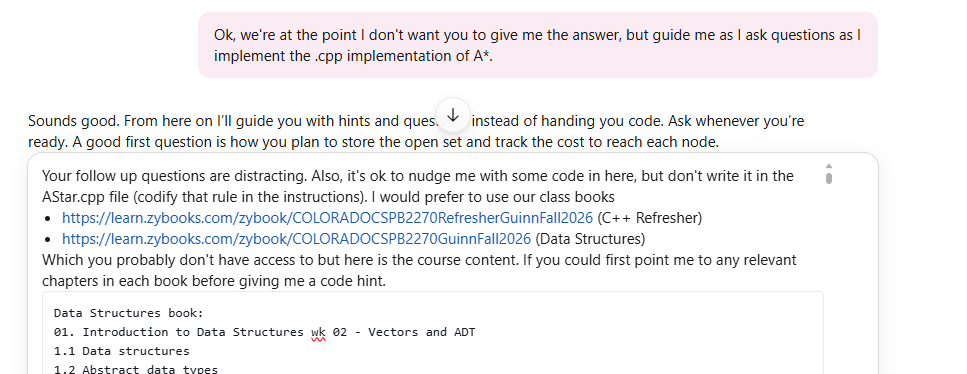 Ok, we're at the point I don't want you to give me the answer, but guide me as I ask questions as I
implement the .cpp implementation of A*.
Sounds good. From here on I'll guide you with hints and instead of handing you code. Ask whenever you're
ready. A good first question is how you plan to store the open set and track the cost to reach each node.
Your follow up questions are distracting. Also, it's ok to nudge me with some code in here, but don't write it in the
AStar.cpp file (codify that rule in the instructions). I would prefer to use our class books
• https://learn.zybooks.com/zybook/COLORADOCSPB2270RefresherGuinnFall2026 (C++ Refresher)
• https://learn.zybooks.com/zybook/COLORADOCSPB2270GuinnFall2026 (Data Structures)
Which you probably don't have access to but here is the course content. If you could first point me to any relevant
chapters in each book before giving me a code hint.
Data Structures book:
01. Introduction to Data Structures wk 02 - Vectors and ADT
1.1 Data structures
1.2 Abstract data types